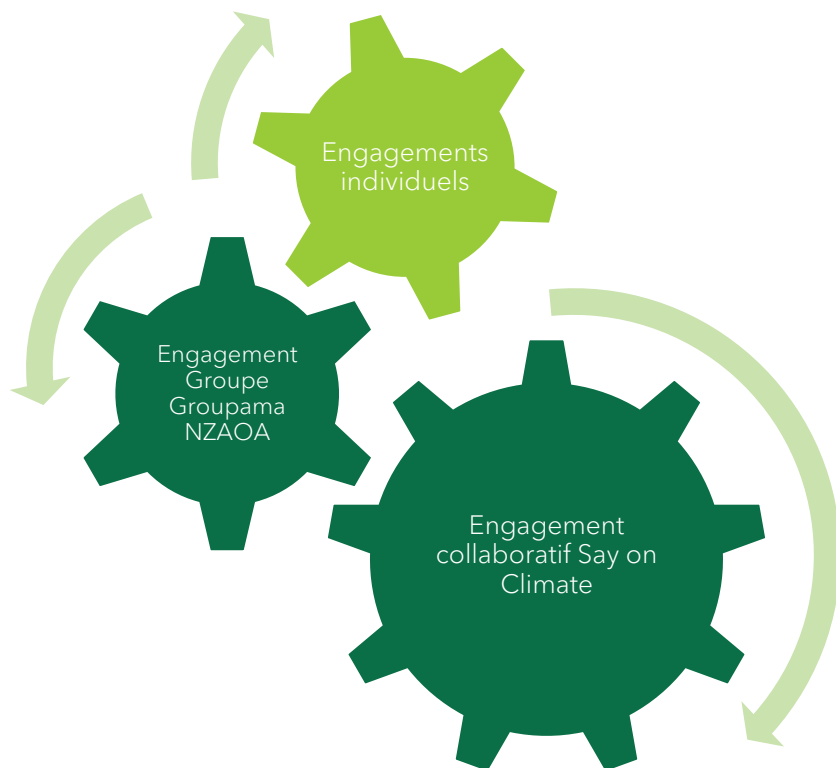 Engagements
individuels
Engagement
Groupe
Groupama
NZAOA
Engagement
collaboratif Say on
Climate